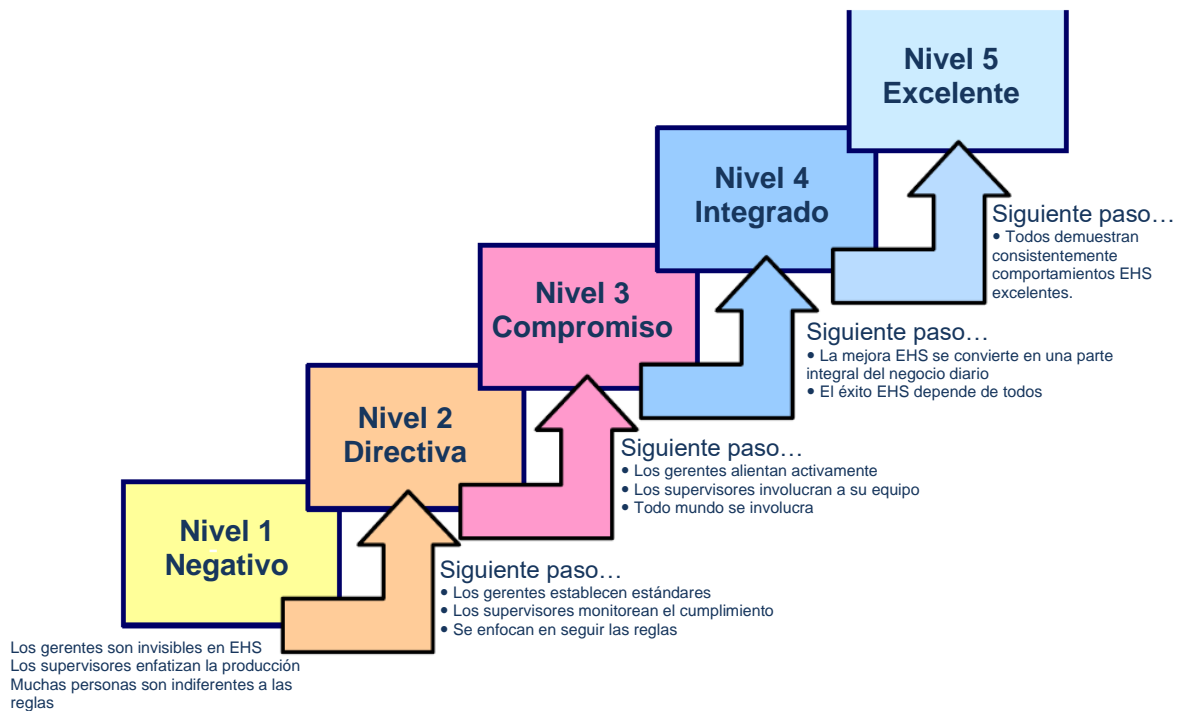 Nivel 5
Excelente
Nivel 4
Integrado
Siguiente paso…
• Todos demuestran
consistentemente
comportamientos EHS
excelentes.
Nivel 3
Compromiso
Siguiente paso…
• La mejora EHS se convierte en una parte
integral del negocio diario
• El éxito EHS depende de todos
Nivel 2
Directiva
Siguiente paso…
• Los gerentes alientan activamente
• Los supervisores involucran a su equipo
• Todo mundo se involucra
Nivel 1
Negativo
Siguiente paso…
• Los gerentes establecen estándares
• Los supervisores monitorean el cumplimiento
• Se enfocan en seguir las reglas
Los gerentes son invisibles en EHS
Los supervisores enfatizan la producción
Muchas personas son indiferentes a las
reglas